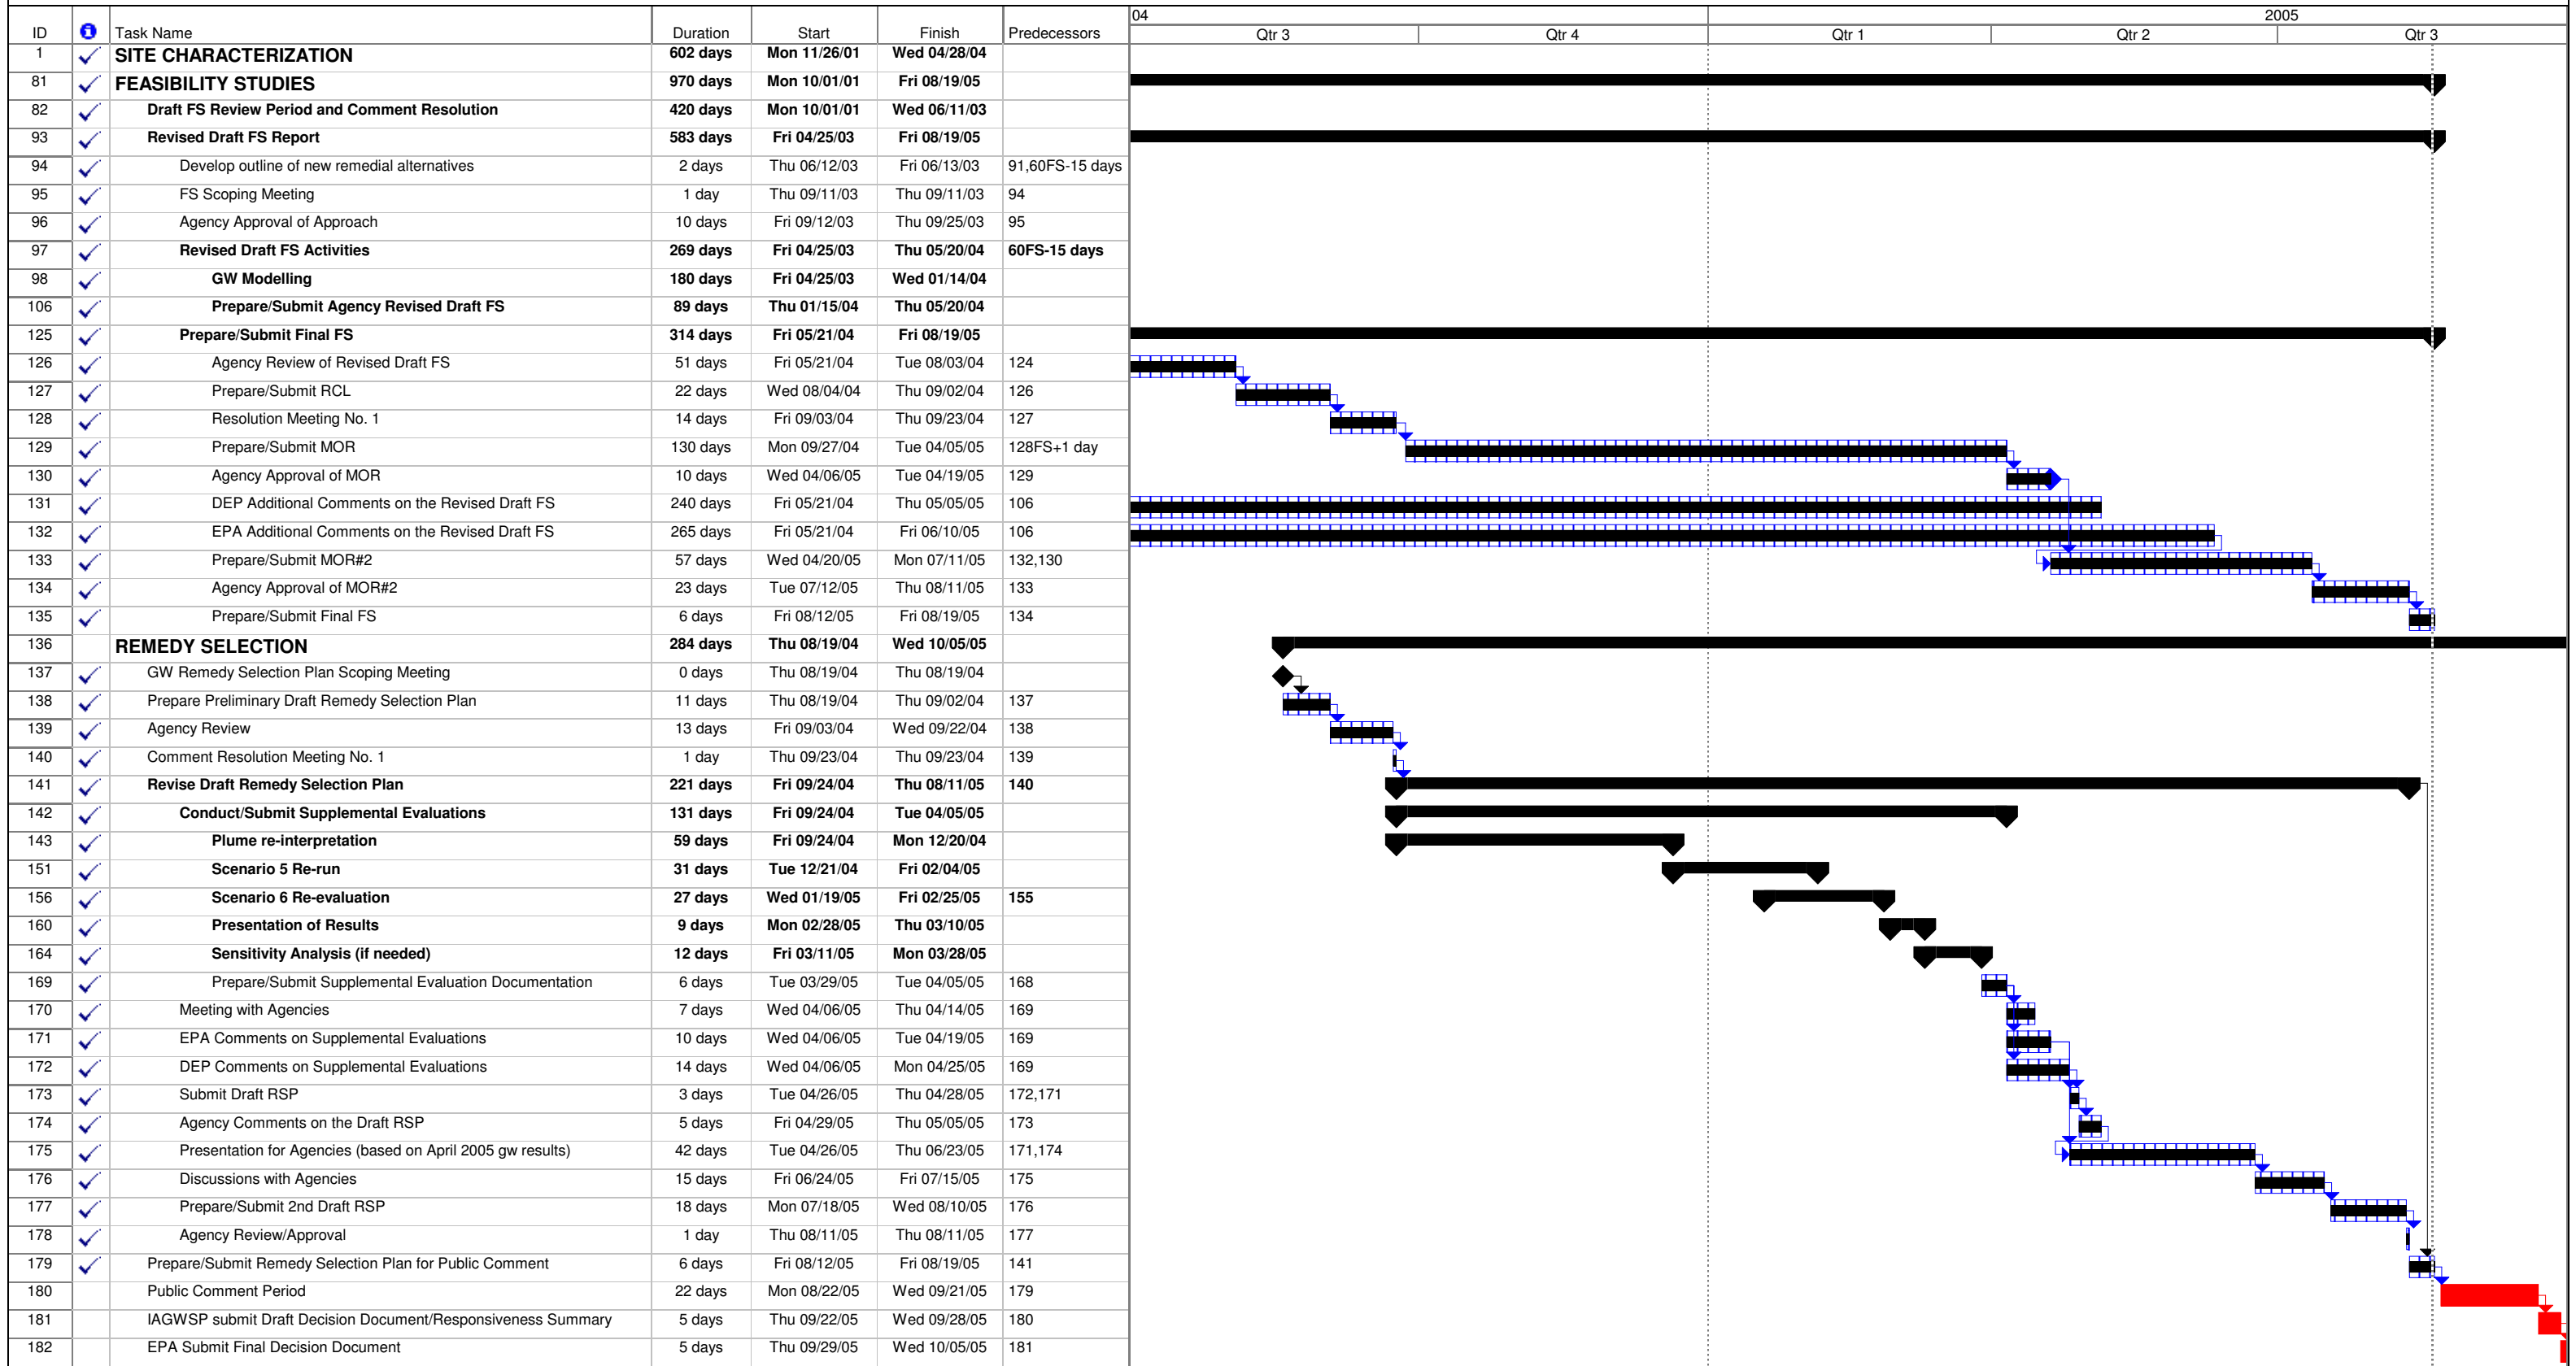 04
2005
ID Task Name Duration Start Finish Predecessors Qtr 3 Qtr 4 Qtr 1 Qtr 2 Qtr 3
1 SITE CHARACTERIZATION 602 days Mon 11/26/01 Wed 04/28/04
81 FEASIBILITY STUDIES 970 days Mon 10/01/01 Fri 08/19/05
82 Draft FS Review Period and Comment Resolution 420 days Mon 10/01/01 Wed 06/11/03
93 Revised Draft FS Report 583 days Fri 04/25/03 Fri 08/19/05
94 Develop outline of new remedial alternatives 2 days Thu 06/12/03 Fri 06/13/03 91,60FS-15 days
95 FS Scoping Meeting 1 day Thu 09/11/03 Thu 09/11/03 94
96 Agency Approval of Approach 10 days Fri 09/12/03 Thu 09/25/03 95
97 Revised Draft FS Activities 269 days Fri 04/25/03 Thu 05/20/04 60FS-15 days
98 GW Modelling 180 days Fri 04/25/03 Wed 01/14/04
106 Prepare/Submit Agency Revised Draft FS 89 days Thu 01/15/04 Thu 05/20/04
125 Prepare/Submit Final FS 314 days Fri 05/21/04 Fri 08/19/05
126 Agency Review of Revised Draft FS 51 days Fri 05/21/04 Tue 08/03/04 124
127 Prepare/Submit RCL 22 days Wed 08/04/04 Thu 09/02/04 126
128 Resolution Meeting No. 1 14 days Fri 09/03/04 Thu 09/23/04 127
129 Prepare/Submit MOR 130 days Mon 09/27/04 Tue 04/05/05 128FS+1 day
130 Agency Approval of MOR 10 days Wed 04/06/05 Tue 04/19/05 129
131 DEP Additional Comments on the Revised Draft FS 240 days Fri 05/21/04 Thu 05/05/05 106
132 EPA Additional Comments on the Revised Draft FS 265 days Fri 05/21/04 Fri 06/10/05 106
133 Prepare/Submit MOR#2 57 days Wed 04/20/05 Mon 07/11/05 132,130
134 Agency Approval of MOR#2 23 days Tue 07/12/05 Thu 08/11/05 133
135 Prepare/Submit Final FS 6 days Fri 08/12/05 Fri 08/19/05 134
136 REMEDY SELECTION 284 days Thu 08/19/04 Wed 10/05/05
137 GW Remedy Selection Plan Scoping Meeting 0 days Thu 08/19/04 Thu 08/19/04
138 Prepare Preliminary Draft Remedy Selection Plan 11 days Thu 08/19/04 Thu 09/02/04 137
139 Agency Review 13 days Fri 09/03/04 Wed 09/22/04 138
140 Comment Resolution Meeting No. 1 1 day Thu 09/23/04 Thu 09/23/04 139
141 Revise Draft Remedy Selection Plan 221 days Fri 09/24/04 Thu 08/11/05 140
142 Conduct/Submit Supplemental Evaluations 131 days Fri 09/24/04 Tue 04/05/05
143 Plume re-interpretation 59 days Fri 09/24/04 Mon 12/20/04
151 Scenario 5 Re-run 31 days Tue 12/21/04 Fri 02/04/05
156 Scenario 6 Re-evaluation 27 days Wed 01/19/05 Fri 02/25/05 155
160 Presentation of Results 9 days Mon 02/28/05 Thu 03/10/05
164 Sensitivity Analysis (if needed) 12 days Fri 03/11/05 Mon 03/28/05
169 Prepare/Submit Supplemental Evaluation Documentation 6 days Tue 03/29/05 Tue 04/05/05 168
170 Meeting with Agencies 7 days Wed 04/06/05 Thu 04/14/05 169
171 EPA Comments on Supplemental Evaluations 10 days Wed 04/06/05 Tue 04/19/05 169
172 DEP Comments on Supplemental Evaluations 14 days Wed 04/06/05 Mon 04/25/05 169
173 Submit Draft RSP 3 days Tue 04/26/05 Thu 04/28/05 172,171
174 Agency Comments on the Draft RSP 5 days Fri 04/29/05 Thu 05/05/05 173
175 Presentation for Agencies (based on April 2005 gw results) 42 days Tue 04/26/05 Thu 06/23/05 171,174
176 Discussions with Agencies 15 days Fri 06/24/05 Fri 07/15/05 175
177 Prepare/Submit 2nd Draft RSP 18 days Mon 07/18/05 Wed 08/10/05 176
178 Agency Review/Approval 1 day Thu 08/11/05 Thu 08/11/05 177
179 Prepare/Submit Remedy Selection Plan for Public Comment 6 days Fri 08/12/05 Fri 08/19/05 141
180 Public Comment Period 22 days Mon 08/22/05 Wed 09/21/05 179
181 IAGWSP submit Draft Decision Document/Responsiveness Summary 5 days Thu 09/22/05 Wed 09/28/05 180
182 EPA Submit Final Decision Document 5 days Thu 09/29/05 Wed 10/05/05 181